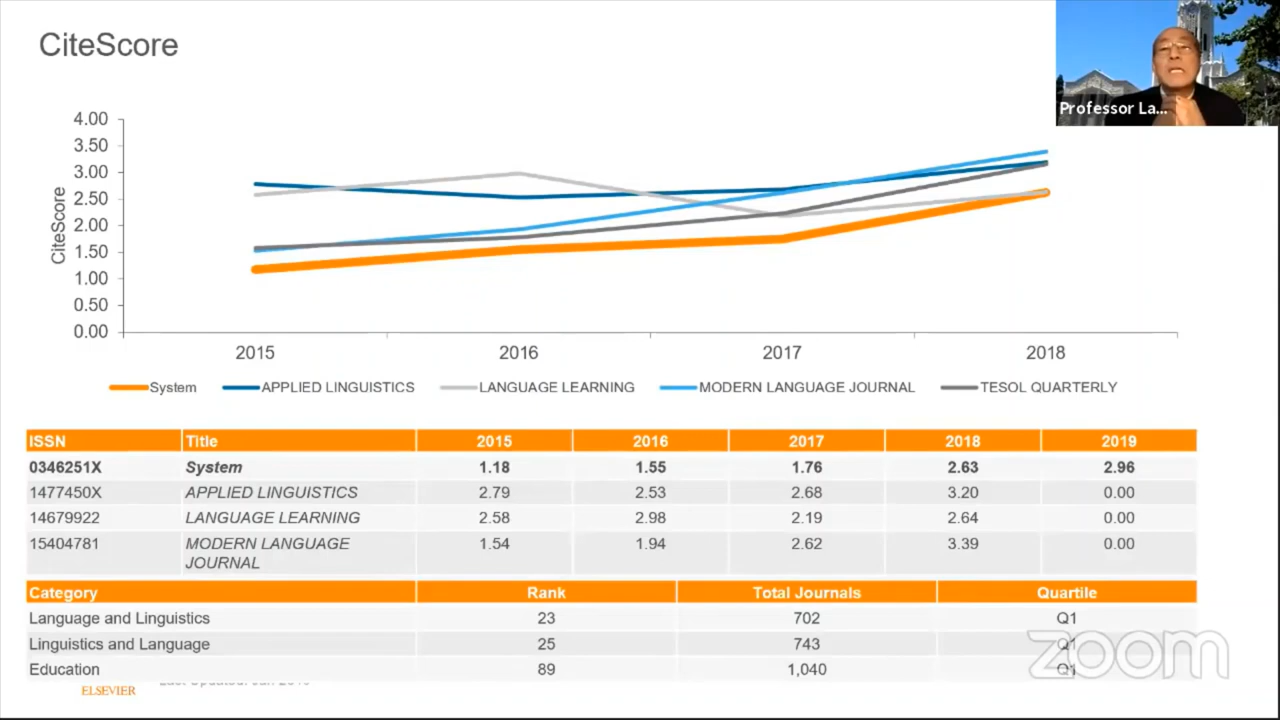 CiteScore
Professor La...
4.00
3.50
3.00
2.50
2.00
1.50
1.00
0.50
0.00
CiteScore
2015 2016 2017 2018
System APPLIED LINGUISTICS LANGUAGE LEARNING MODERN LANGUAGE JOURNAL TESOL QUARTERLY
ISSN Title 2015 2016 2017 2018 2019
0346251X System 1.18 1.55 1.76 2.63 2.96
1477450X APPLIED LINGUISTICS 2.79 2.53 2.68 3.20 0.00
14679922 LANGUAGE LEARNING 2.58 2.98 2.19 2.64 0.00
15404781 MODERN LANGUAGE 1.54 1.94 2.62 3.39 0.00
JOURNAL
Category Rank Total Journals Quartile
Language and Linguistics 23 702 Q1
Linguistics and Language 25 743 Q1
Education 89 1,040 Q1
zoom
ELSEVIER